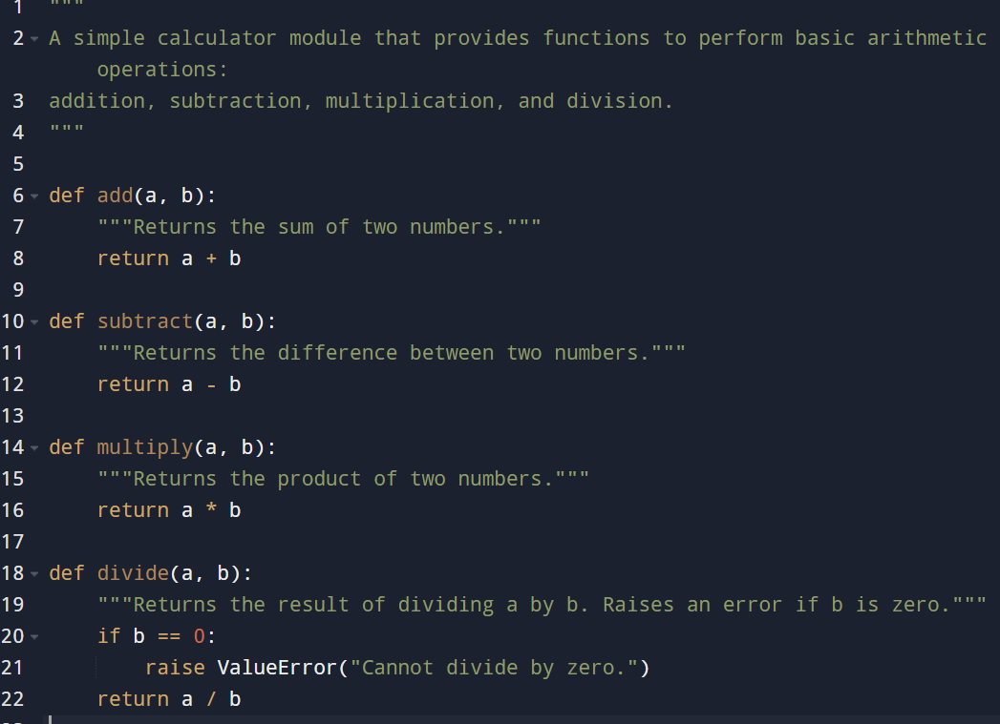 1 """
2 A simple calculator module that provides functions to perform basic arithmetic
operations:
3 addition, subtraction, multiplication, and division.
4 """
5
6 def add(a, b):
7     """Returns the sum of two numbers."""
8     return a + b
9
10 def subtract(a, b):
11     """Returns the difference between two numbers."""
12     return a - b
13
14 def multiply(a, b):
15     """Returns the product of two numbers."""
16     return a * b
17
18 def divide(a, b):
19     """Returns the result of dividing a by b. Raises an error if b is zero."""
20     if b == 0:
21         raise ValueError("Cannot divide by zero.")
22     return a / b